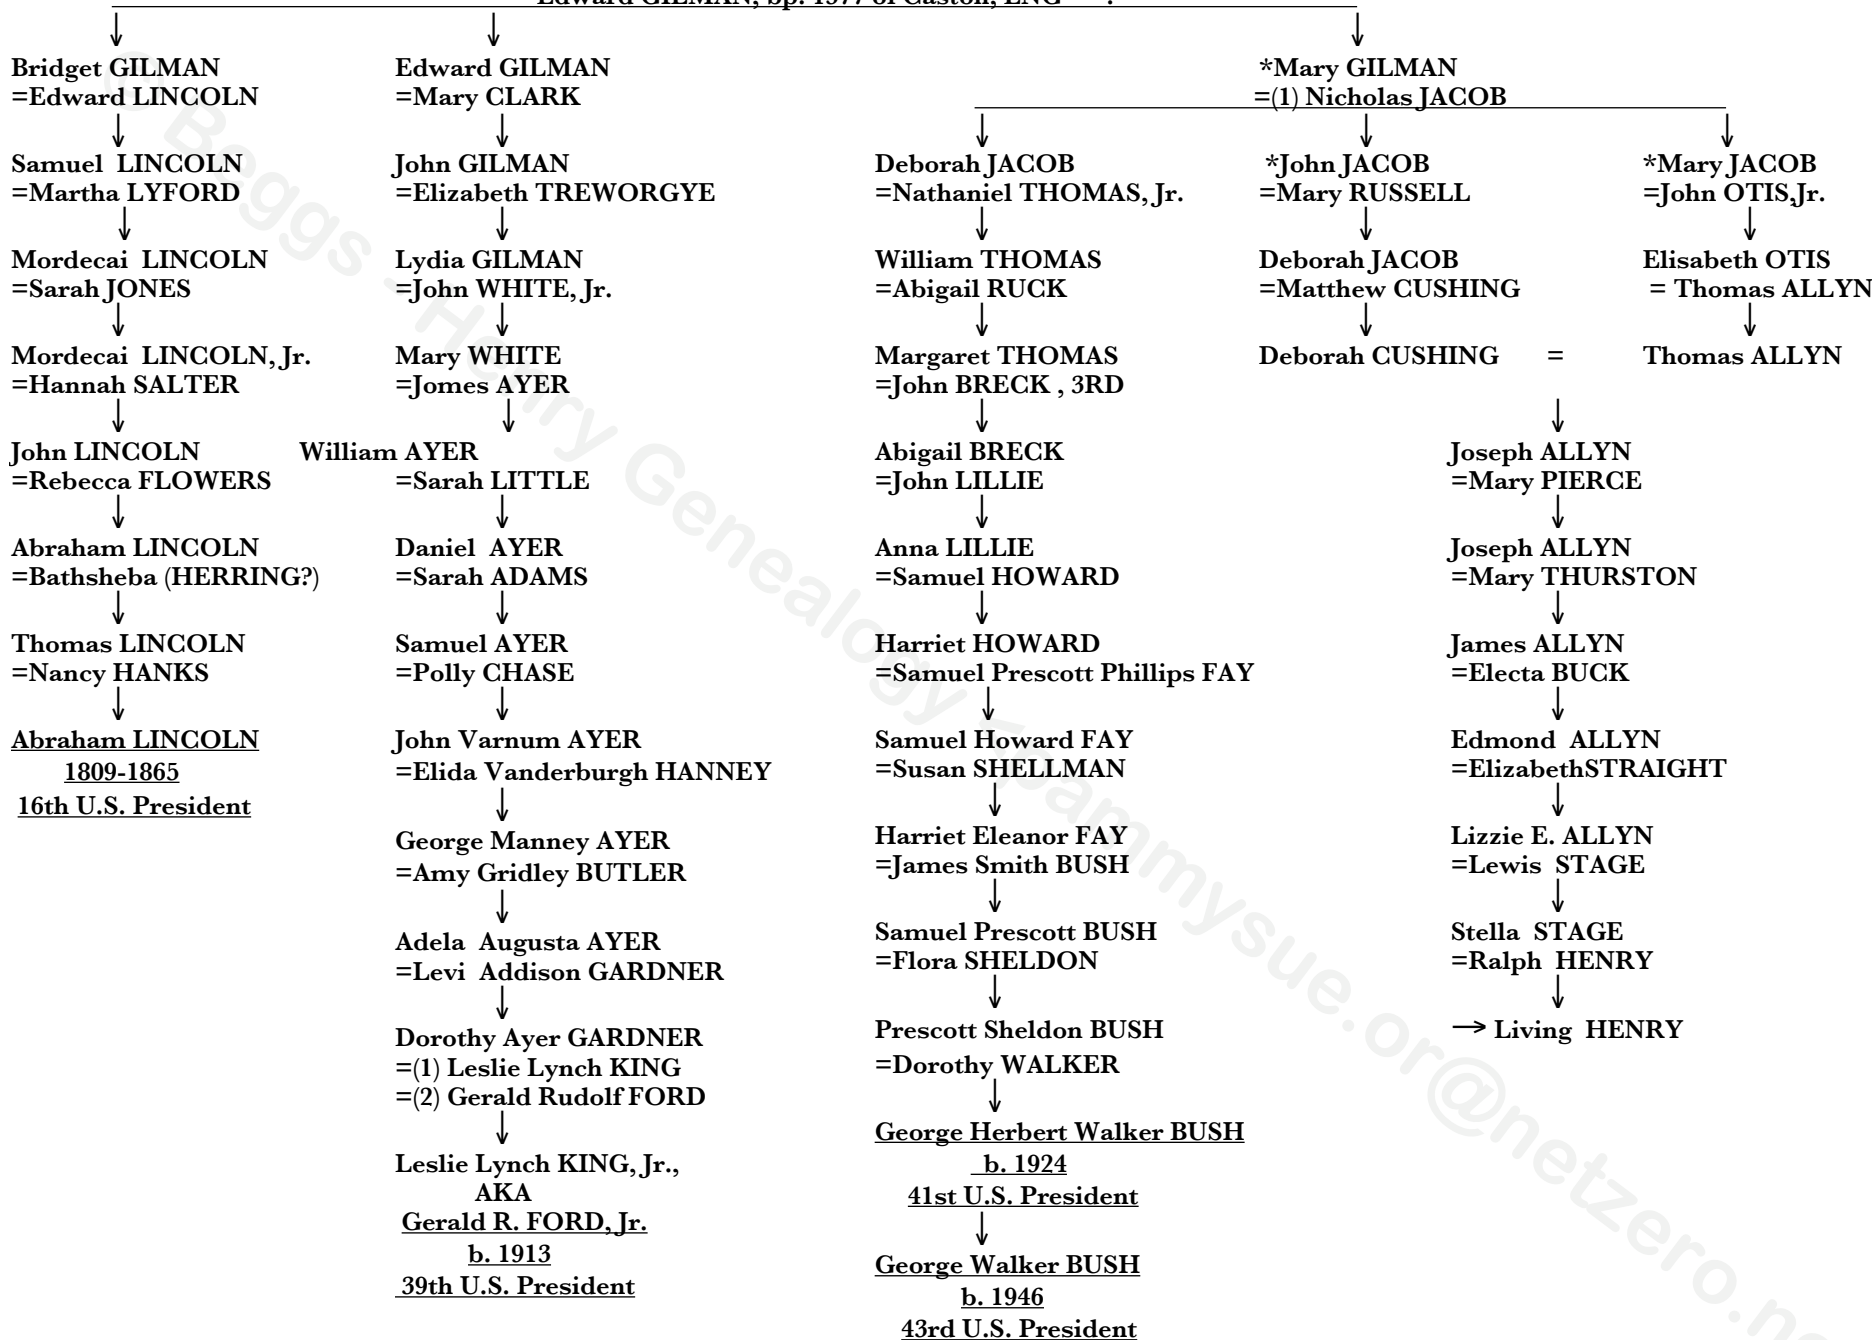 Edward GILMAN, bp. 1577 of Caston, ENG
Bridget GILMAN
=Edward LINCOLN
Samuel LINCOLN
=Martha LYFORD
Mordecai LINCOLN
=Sarah JONES
Mordecai LINCOLN, Jr.
=Hannah SALTER
John LINCOLN
=Rebecca FLOWERS
Abraham LINCOLN
=Bathsheba (HERRING?)
Thomas LINCOLN
=Nancy HANKS
Abraham LINCOLN
1809-1865
16th U.S. President
Edward GILMAN
=Mary CLARK
John GILMAN
=Elizabeth TREWORGYE
Lydia GILMAN
=John WHITE, Jr.
Mary WHITE
=Jomes AYER
William AYER
=Sarah LITTLE
Daniel AYER
=Sarah ADAMS
Samuel AYER
=Polly CHASE
John Varnum AYER
=Elida Vanderburgh HANNEY
George Manney AYER
=Amy Gridley BUTLER
Adela Augusta AYER
=Levi Addison GARDNER
Dorothy Ayer GARDNER
=(1) Leslie Lynch KING
=(2) Gerald Rudolf FORD
Leslie Lynch KING, Jr.,
AKA
Gerald R. FORD, Jr.
b. 1913
39th U.S. President
*Mary GILMAN
=(1) Nicholas JACOB
Deborah JACOB
=Nathaniel THOMAS, Jr.
William THOMAS
=Abigail RUCK
Margaret THOMAS
=John BRECK , 3RD
Abigail BRECK
=John LILLIE
Anna LILLIE
=Samuel HOWARD
Harriet HOWARD
=Samuel Prescott Phillips FAY
Samuel Howard FAY
=Susan SHELLMAN
Harriet Eleanor FAY
=James Smith BUSH
Samuel Prescott BUSH
=Flora SHELDON
Prescott Sheldon BUSH
=Dorothy WALKER
George Herbert Walker BUSH
b. 1924
41st U.S. President
George Walker BUSH
b. 1946
43rd U.S. President
*John JACOB
=Mary RUSSELL
Deborah JACOB
=Matthew CUSHING
*Mary JACOB
=John OTIS,Jr.
Elisabeth OTIS
= Thomas ALLYN
Deborah CUSHING = Thomas ALLYN
Joseph ALLYN
=Mary PIERCE
Joseph ALLYN
=Mary THURSTON
James ALLYN
=Electa BUCK
Edmond ALLYN
=ElizabethSTRAIGHT
Lizzie E. ALLYN
=Lewis STAGE
Stella STAGE
=Ralph HENRY
Living HENRY
© Beggs - Henry Genealogy